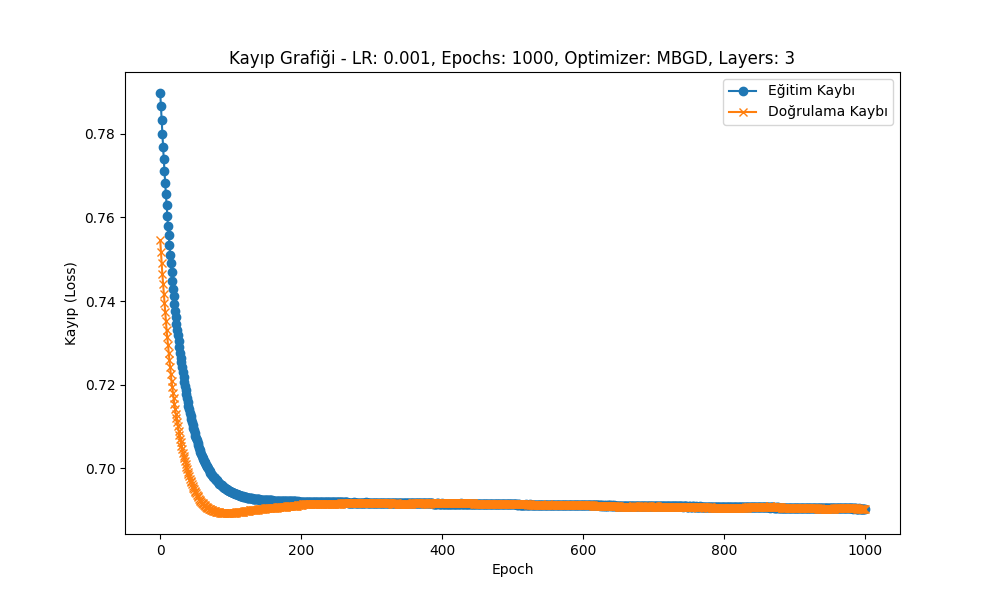 Kayıp Grafiği - LR: 0.001, Epochs: 1000, Optimizer: MBGD, Layers: 3
Eğitim Kaybı
Doğrulama Kaybı
Kayıp (Loss)
0.78
0.76
0.74
0.72
0.70
0 200 400 600 800 1000
Epoch